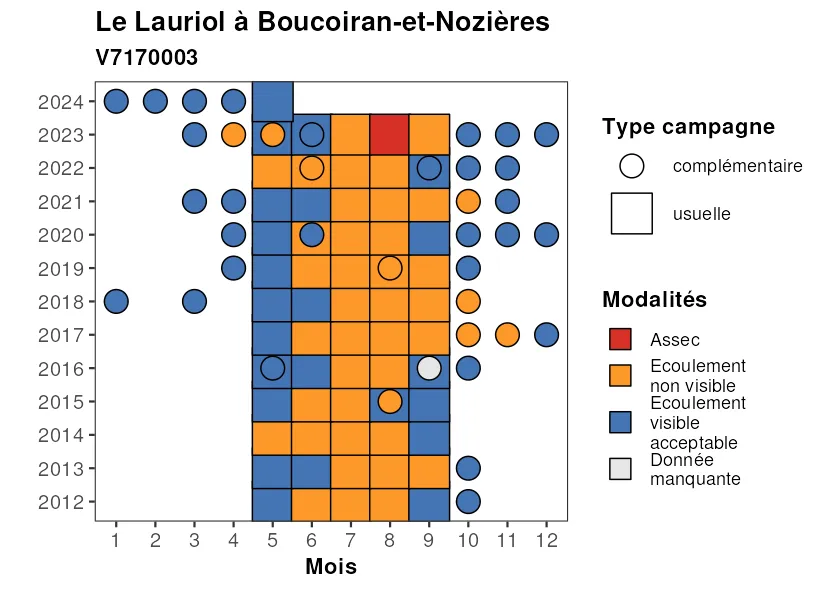 Le Lauriol à Boucoiran-et-Nozières
V7170003
2024
2023
2022
2021
2020
2019
2018
2017
2016
2015
2014
2013
2012
1 2 3 4 5 6 7 8 9 10 11 12
Mois
Type campagne
complémentaire
usuelle
Modalités
Assec
Ecoulement
non visible
Ecoulement
visible
acceptable
Donnée
manquante